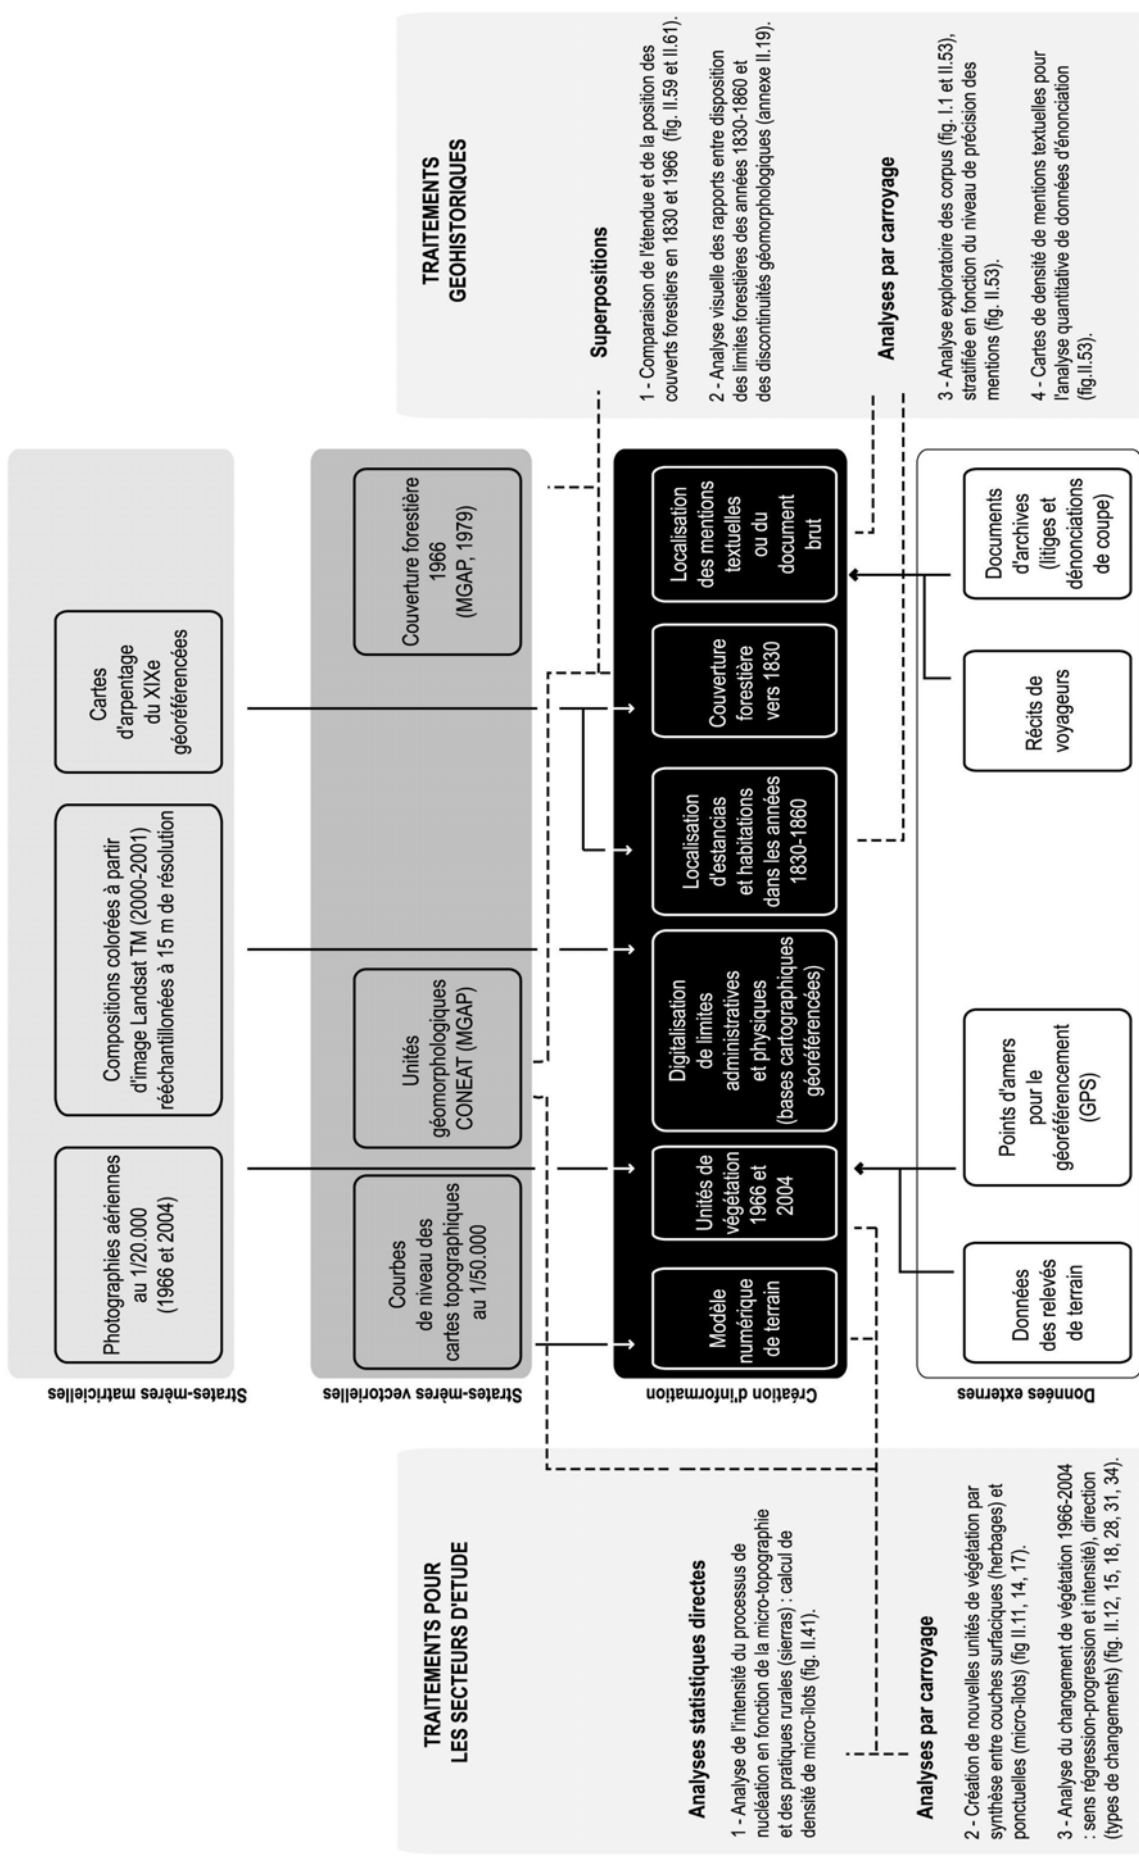 TRAITEMENTS POUR
LES SECTEURS D'ETUDE
Analyses statistiques directes
1 - Analyse de l'intensité du processus de
nucléation en fonction de la micro-topographie
et des pratiques rurales (sierras) : calcul de
densité de micro-îlots (fig. II.41).
Analyses par carroyage
2 - Création de nouvelles unités de végétation par
synthèse entre couches surfaciques (herbages) et
ponctuelles (micro-îlots) (fig II.11, 14, 17).
3 - Analyse du changement de végétation 1966-2004
: sens régression-progression et intensité), direction
(types de changements) (fig. II.12, 15, 18, 28, 31, 34).
Strates-mères matricielles
Photographies aériennes
au 1/20.000
(1966 et 2004)
Compositions colorées à partir
d'image Landsat TM (2000-2001)
rééchantillonées à 15 m de résolution
Cartes
d'arpentage
du XIXe
géoréférencées
Strates-mères vectorielles
Courbes
de niveau des
cartes topographiques
au 1/50.000
Unités
géomorphologiques
CONEAT (MGAP)
Couverture forestière
1966
(MGAP, 1979)
Création d'information
Modèle
numérique
de terrain
Unités de
végétation
1966 et
2004
Digitalisation
de limites
administratives
et physiques
(bases cartographiques
géoréférencées)
Localisation
d'estancias
et habitations
dans les années
1830-1860
Couverture
forestière
vers 1830
Localisation
des mentions
textuelles
ou du
document
brut
Données externes
Données
des relevés
de terrain
Points d'amers
pour le
géoréférencement
(GPS)
Récits de
voyageurs
Documents
d'archives
(litiges et
dénonciations
de coupe)
TRAITEMENTS
GEOHISTORIQUES
Superpositions
1 - Comparaison de l'étendue et de la position des
couverts forestiers en 1830 et 1966 (fig. II.59 et II.61).
2 - Analyse visuelle des rapports entre disposition
des limites forestières des années 1830-1860 et
des discontinuités géomorphologiques (annexe II.19).
Analyses par carroyage
3 - Analyse exploratoire des corpus (fig. I.1 et II.53),
stratifiée en fonction du niveau de précision des
mentions (fig. II.53).
4 - Cartes de densité de mentions textuelles pour
l'analyse quantitative de données d'énonciation
(fig.II.53).